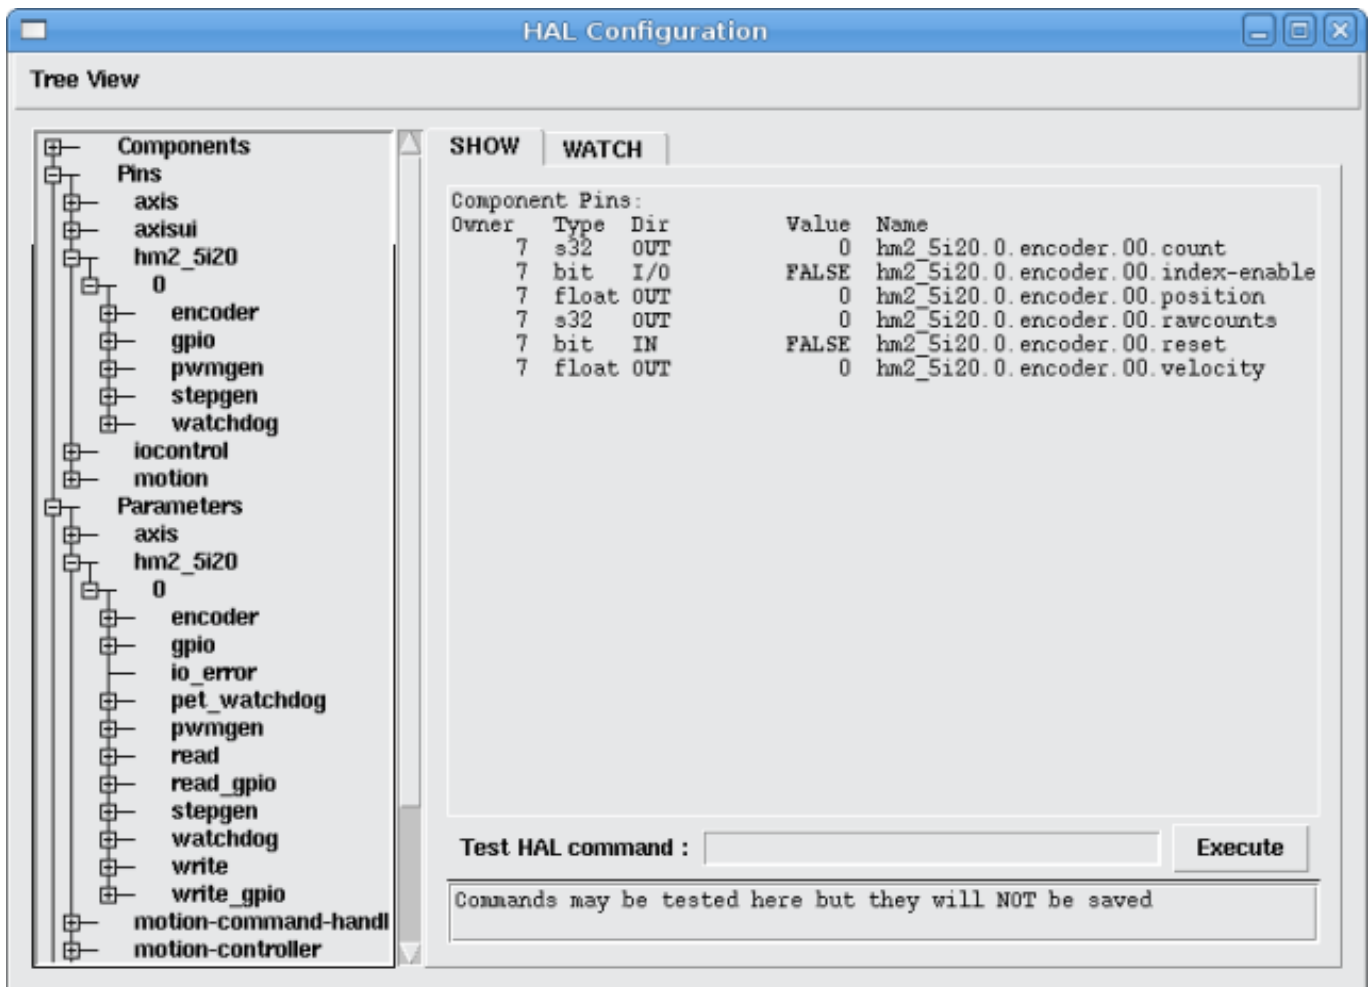 HAL Configuration
Tree View
Components
Pins
axis
axisui
hm2_5i20
0
encoder
gpio
pwmgen
stepgen
watchdog
iocontrol
motion
Parameters
axis
hm2_5i20
0
encoder
gpio
io_error
pet_watchdog
pwmgen
read
read_gpio
stepgen
watchdog
write
write_gpio
motion-command-handl
motion-controller
SHOW WATCH
Component Pins:
Owner Type Dir Value Name
7 s32 OUT 0 hm2_5i20.0.encoder.00.count
7 bit I/O FALSE hm2_5i20.0.encoder.00.index-enable
7 float OUT 0 hm2_5i20.0.encoder.00.position
7 s32 OUT 0 hm2_5i20.0.encoder.00.rawcounts
7 bit IN FALSE hm2_5i20.0.encoder.00.reset
7 float OUT 0 hm2_5i20.0.encoder.00.velocity
Test HAL command : Execute
Commands may be tested here but they will NOT be saved